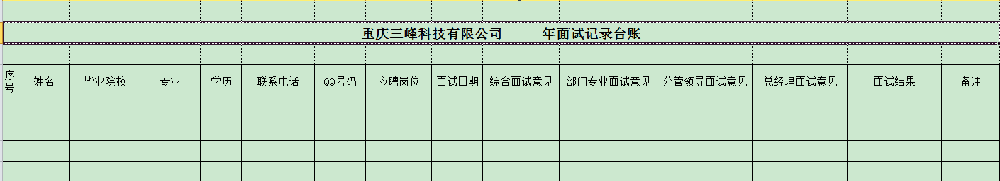 重庆三峰科技有限公司 ____年面试记录台账
序号 姓名 毕业院校 专业 学历 联系电话 QQ号码 应聘岗位 面试日期 综合面试意见 部门专业面试意见 分管领导面试意见 总经理面试意见 面试结果 备注